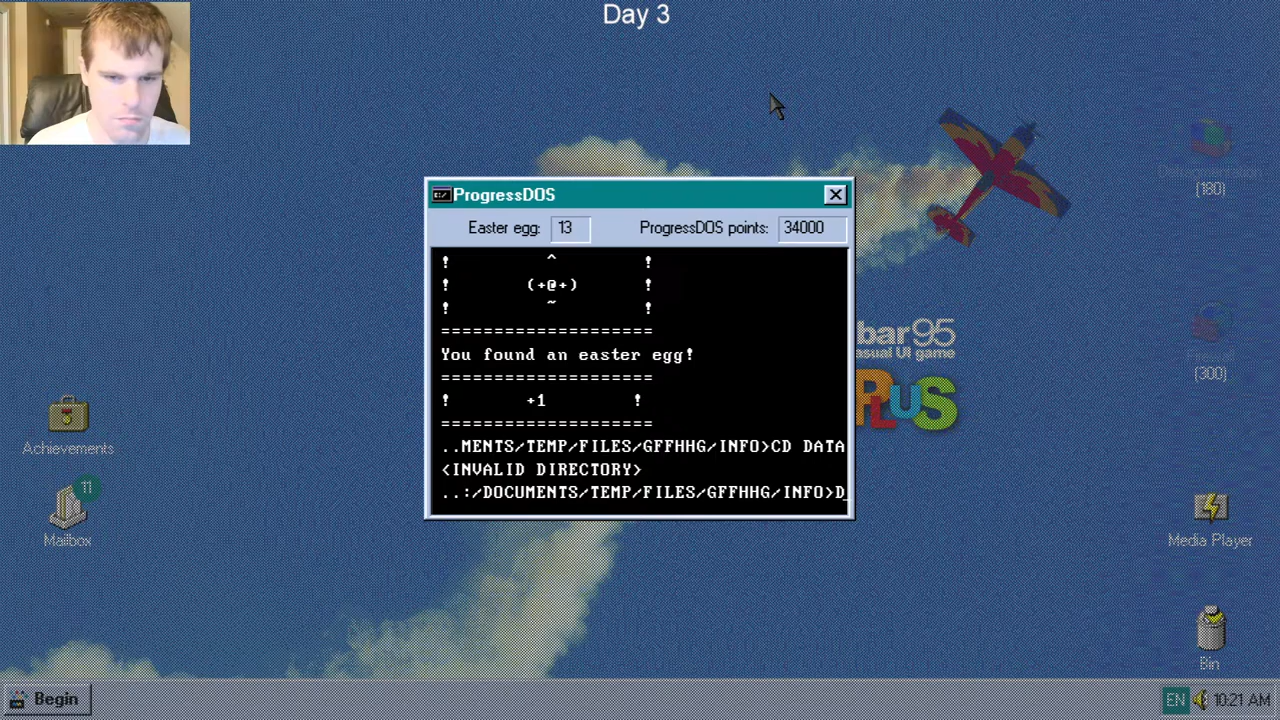 Day 3
ProgressDOS
Easter egg: 13 ProgressDOS points: 34000
! ^ !
! (+@+) !
! ~ !
====================
You found an easter egg!
====================
! +1 !
====================
..MENTS/TEMP/FILES/GFFHHG/INFO>CD DATA
<INVALID DIRECTORY>
..:/DOCUMENTS/TEMP/FILES/GFFHHG/INFO>D_
bar95
asual UI game
PLUS
(180)
(300)
Achievements
11
Mailbox
Media Player
Bin
Begin
EN 10:21 AM